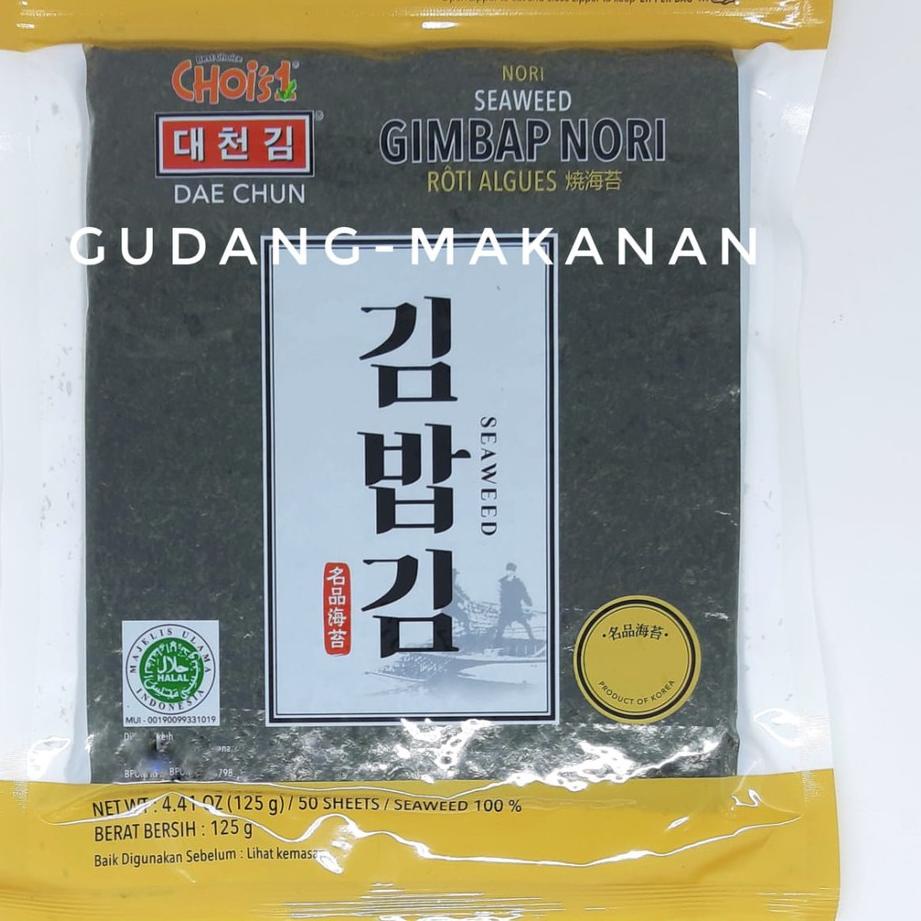 Best Choice
CHOI's 1
대천김
DAE CHUN
NORI
SEAWEED
GIMBAP NORI
RÔTI ALGUES 焼海苔
GUDANG-MAKANAN
김밥김
SEAWEED
名品海苔
·名品海苔·
PRODUCT OF KOREA
MAJELIS ULAMA
حلال
HALAL
INDONESIA
MUI - 00190099331019
NET WT : 4.41 OZ (125 g) / 50 SHEETS / SEAWEED 100 %
BERAT BERSIH : 125 g
Baik Digunakan Sebelum : Lihat kemasan